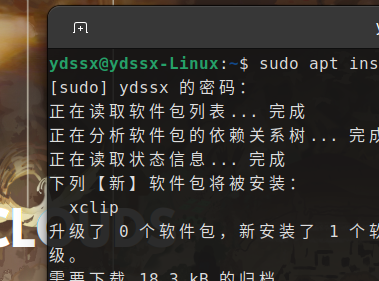 ydssx@ydssx-Linux:~$ sudo apt ins
[sudo] ydssx 的密码：
正在读取软件包列表... 完成
正在分析软件包的依赖关系树... 完成
正在读取状态信息... 完成
下列【新】软件包将被安装：
  xclip
升级了 0 个软件包，新安装了 1 个软
级。
需要下载 18.3 kB 的归档
CLOUDS